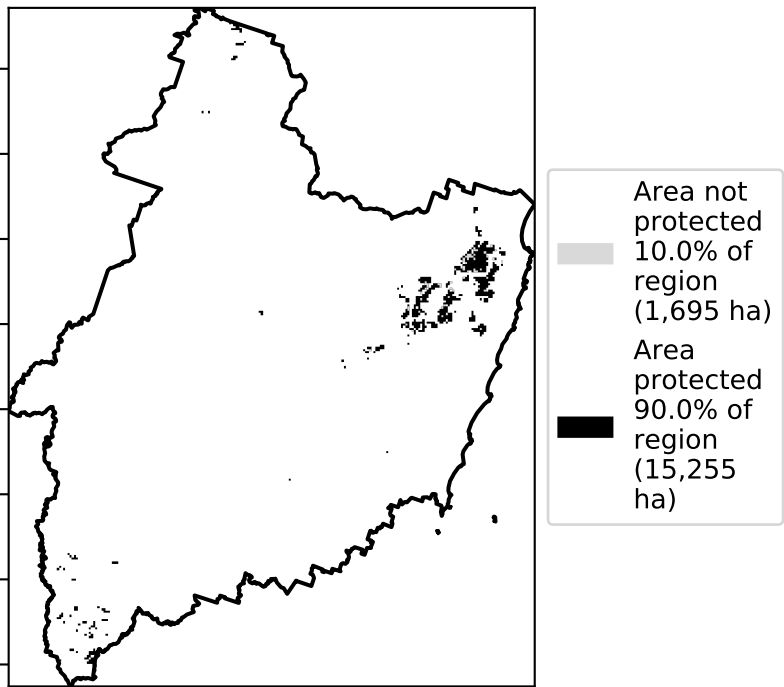 Area not
protected
10.0% of
region
(1,695 ha)
Area
protected
90.0% of
region
(15,255
ha)